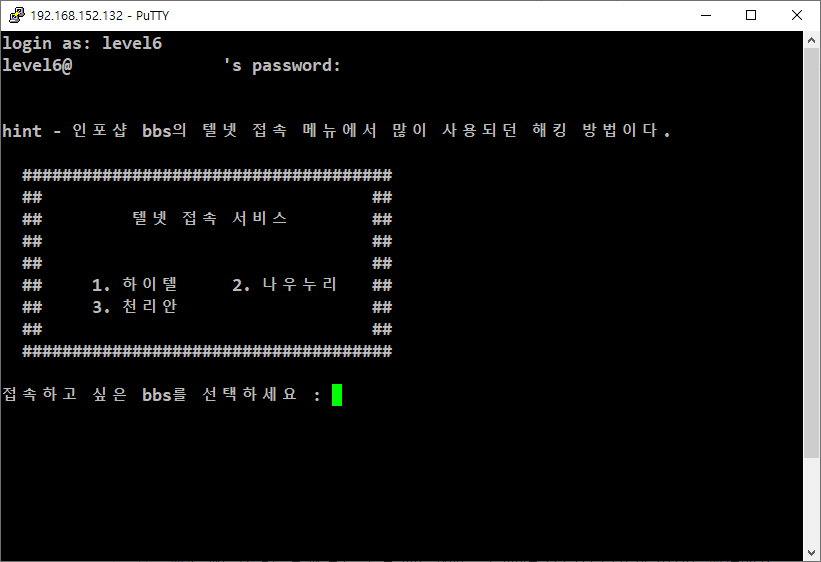 192.168.152.132 - PuTTY
login as: level6
level6@ 's password:
hint - 인포샵 bbs의 텔넷 접속 메뉴에서 많이 사용되던 해킹 방법이다.
#####################################
## ##
## 텔넷 접속 서비스 ##
## ##
## ##
## 1. 하이텔 2. 나우누리 ##
## 3. 천리안 ##
## ##
#####################################
접속하고 싶은 bbs를 선택하세요 :